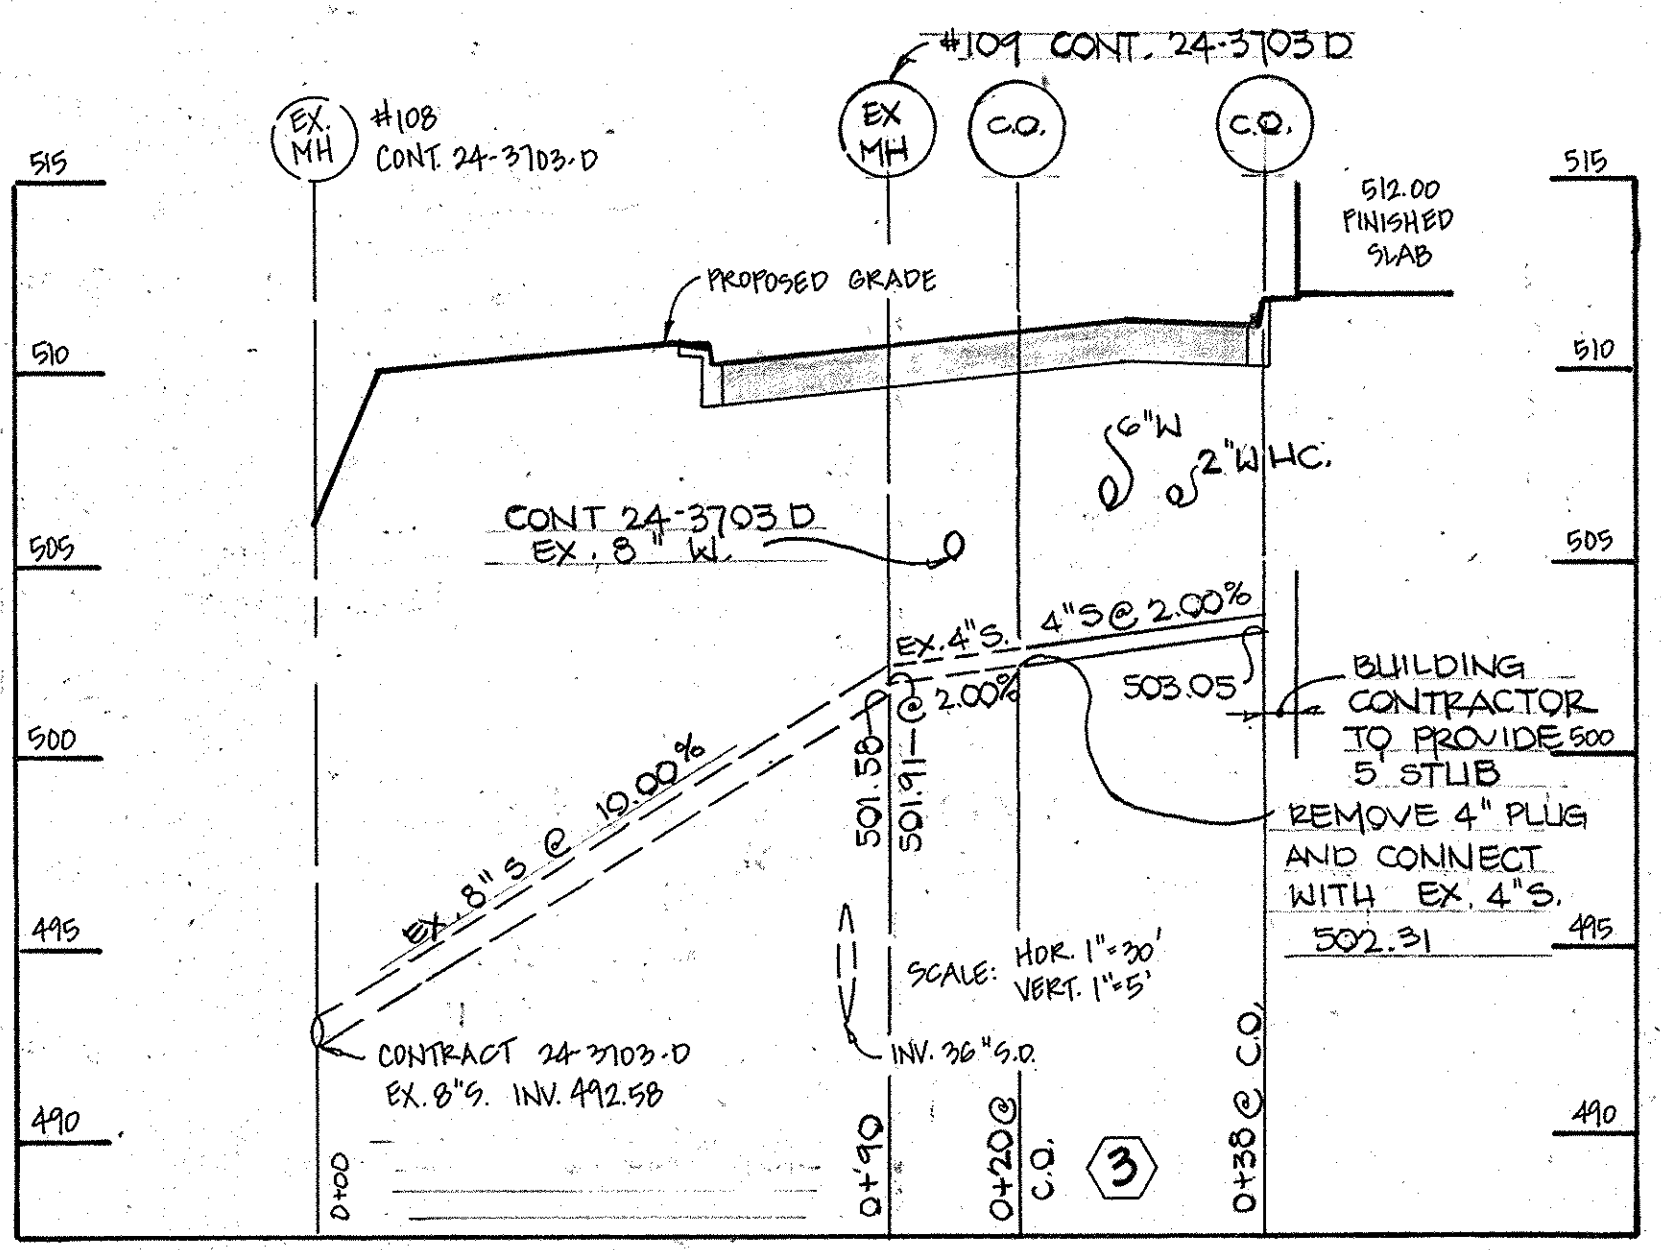 #109 CONT. 24-3703 D
EX.
MH
#108
CONT. 24-3703-D
EX
MH
C.O.
C.O.
515
515
512.00
FINISHED
SLAB
PROPOSED GRADE
510
510
6"W
2"W HC.
CONT 24-3703 D
EX. 8" W.
505
505
EX. 4"S.
4"S @ 2.00%
@ 2.00%
503.05
501.58
501.91
BUILDING
CONTRACTOR
TO PROVIDE
5 STUB
500
500
REMOVE 4" PLUG
AND CONNECT
WITH EX. 4"S.
502.31
EX. 8" S @ 10.00%
495
495
SCALE: HOR. 1"=30'
VERT. 1"=5'
INV. 36"S.D.
CONTRACT 24-3703-D
EX. 8"S. INV. 492.58
490
490
0+00
0+'90
0+20@
C.O.
3
0+38@ C.O.